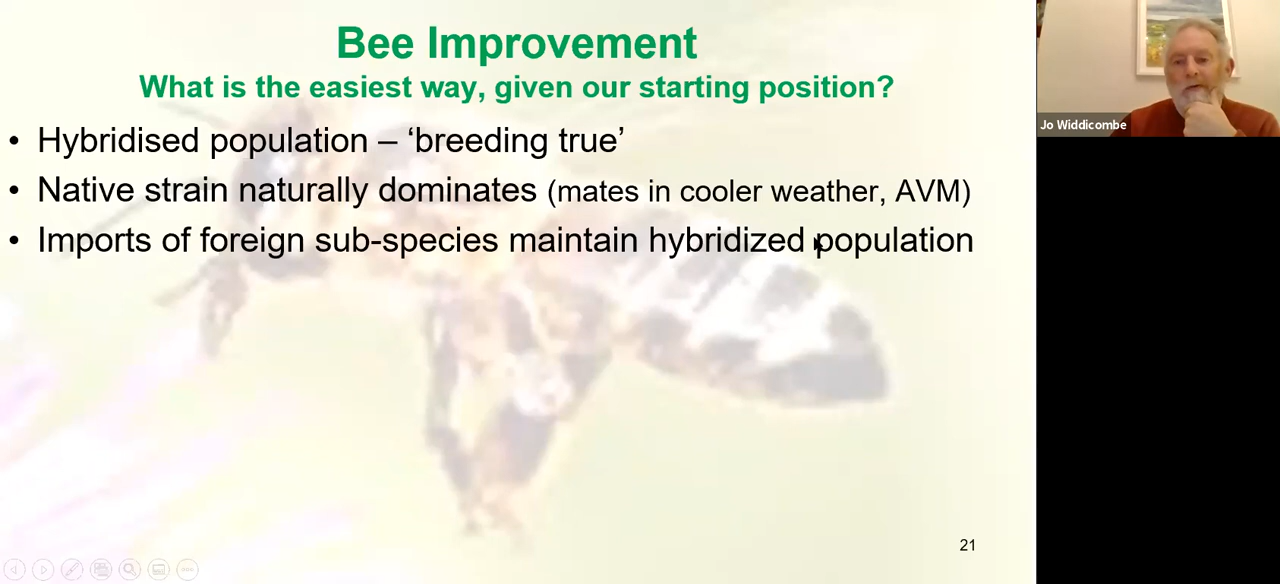 Bee Improvement
What is the easiest way, given our starting position?
• Hybridised population – ‘breeding true’
• Native strain naturally dominates (mates in cooler weather, AVM)
• Imports of foreign sub-species maintain hybridized population
21
Jo Widdicombe